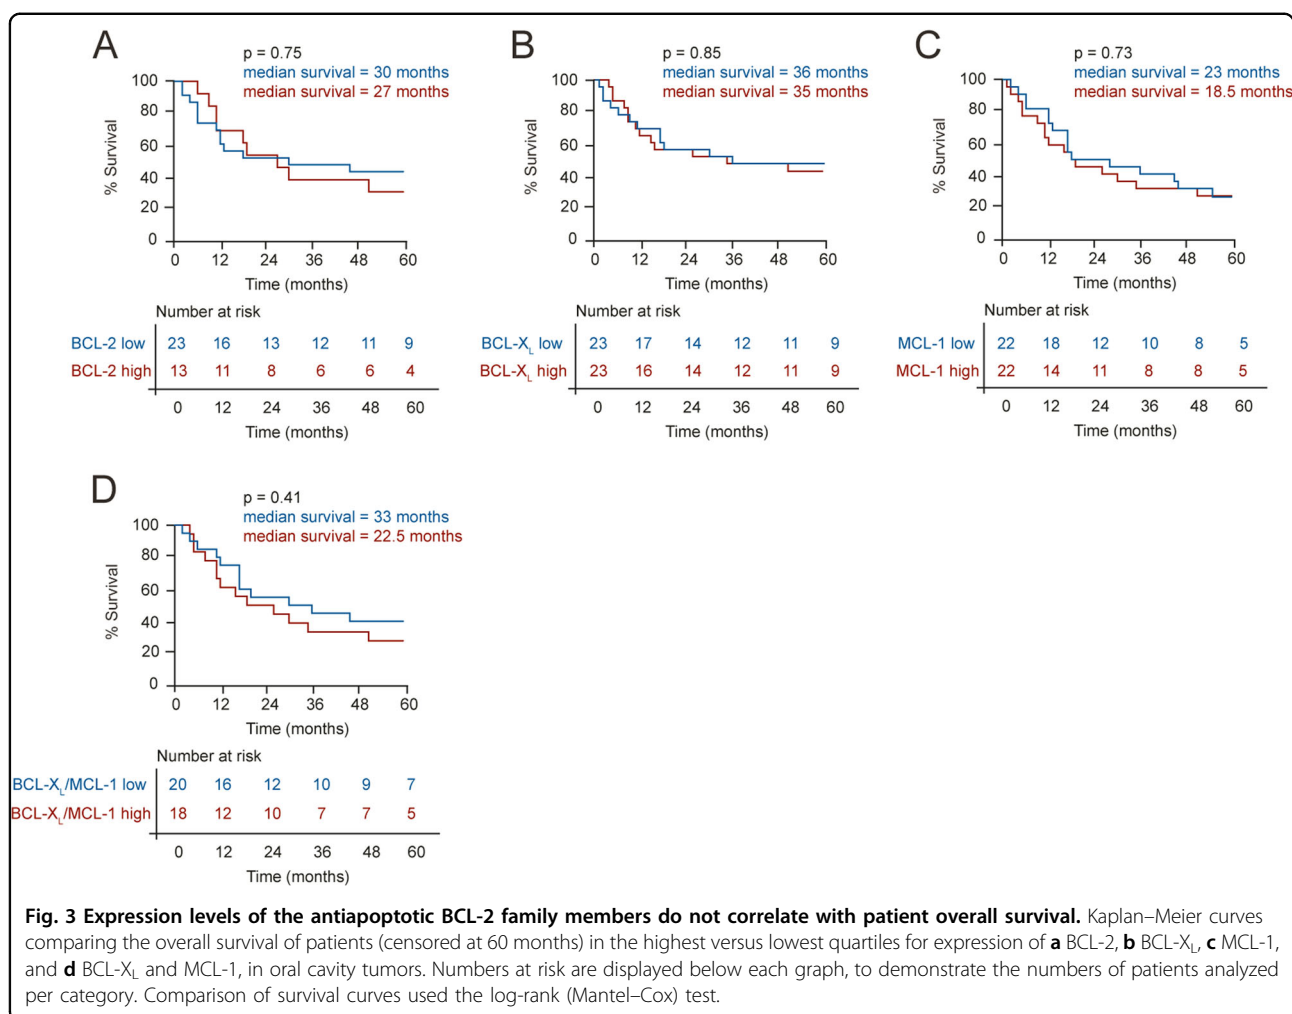 A
p = 0.75
median survival = 30 months
median survival = 27 months
100
80
60
40
20
0
% Survival
0 12 24 36 48 60
Time (months)
Number at risk
BCL-2 low 23 16 13 12 11 9
BCL-2 high 13 11 8 6 6 4
0 12 24 36 48 60
Time (months)
B
p = 0.85
median survival = 36 months
median survival = 35 months
100
80
60
40
20
0
% Survival
0 12 24 36 48 60
Time (months)
Number at risk
BCL-XL low 23 17 14 12 11 9
BCL-XL high 23 16 14 12 11 9
0 12 24 36 48 60
Time (months)
C
p = 0.73
median survival = 23 months
median survival = 18.5 months
100
80
60
40
20
0
% Survival
0 12 24 36 48 60
Time (months)
Number at risk
MCL-1 low 22 18 12 10 8 5
MCL-1 high 22 14 11 8 8 5
0 12 24 36 48 60
Time (months)
D
p = 0.41
median survival = 33 months
median survival = 22.5 months
100
80
60
40
20
0
% Survival
0 12 24 36 48 60
Time (months)
Number at risk
BCL-XL/MCL-1 low 20 16 12 10 9 7
BCL-XL/MCL-1 high 18 12 10 7 7 5
0 12 24 36 48 60
Time (months)
Fig. 3 Expression levels of the antiapoptotic BCL-2 family members do not correlate with patient overall survival. Kaplan–Meier curves
comparing the overall survival of patients (censored at 60 months) in the highest versus lowest quartiles for expression of a BCL-2, b BCL-XL, c MCL-1,
and d BCL-XL and MCL-1, in oral cavity tumors. Numbers at risk are displayed below each graph, to demonstrate the numbers of patients analyzed
per category. Comparison of survival curves used the log-rank (Mantel–Cox) test.